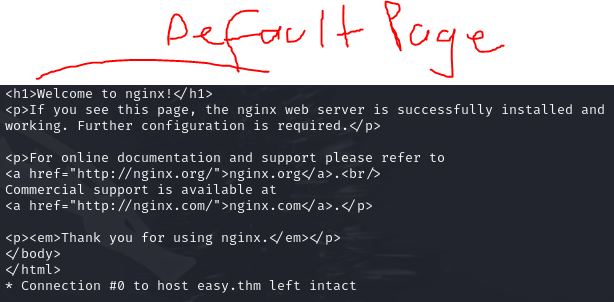 Default Page
<h1>Welcome to nginx!</h1>
<p>If you see this page, the nginx web server is successfully installed and
working. Further configuration is required.</p>
<p>For online documentation and support please refer to
<a href="http://nginx.org/">nginx.org</a>.<br/>
Commercial support is available at
<a href="http://nginx.com/">nginx.com</a>.</p>
<p><em>Thank you for using nginx.</em></p>
</body>
</html>
* Connection #0 to host easy.thm left intact